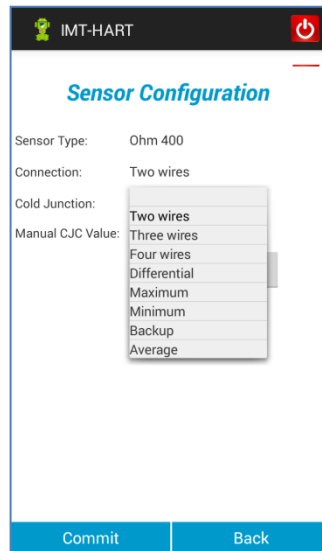 IMT-HART
Sensor Configuration
Sensor Type: Ohm 400
Connection: Two wires
Cold Junction:
Two wires
Manual CJC Value:
Three wires
Four wires
Differential
Maximum
Minimum
Backup
Average
Commit Back